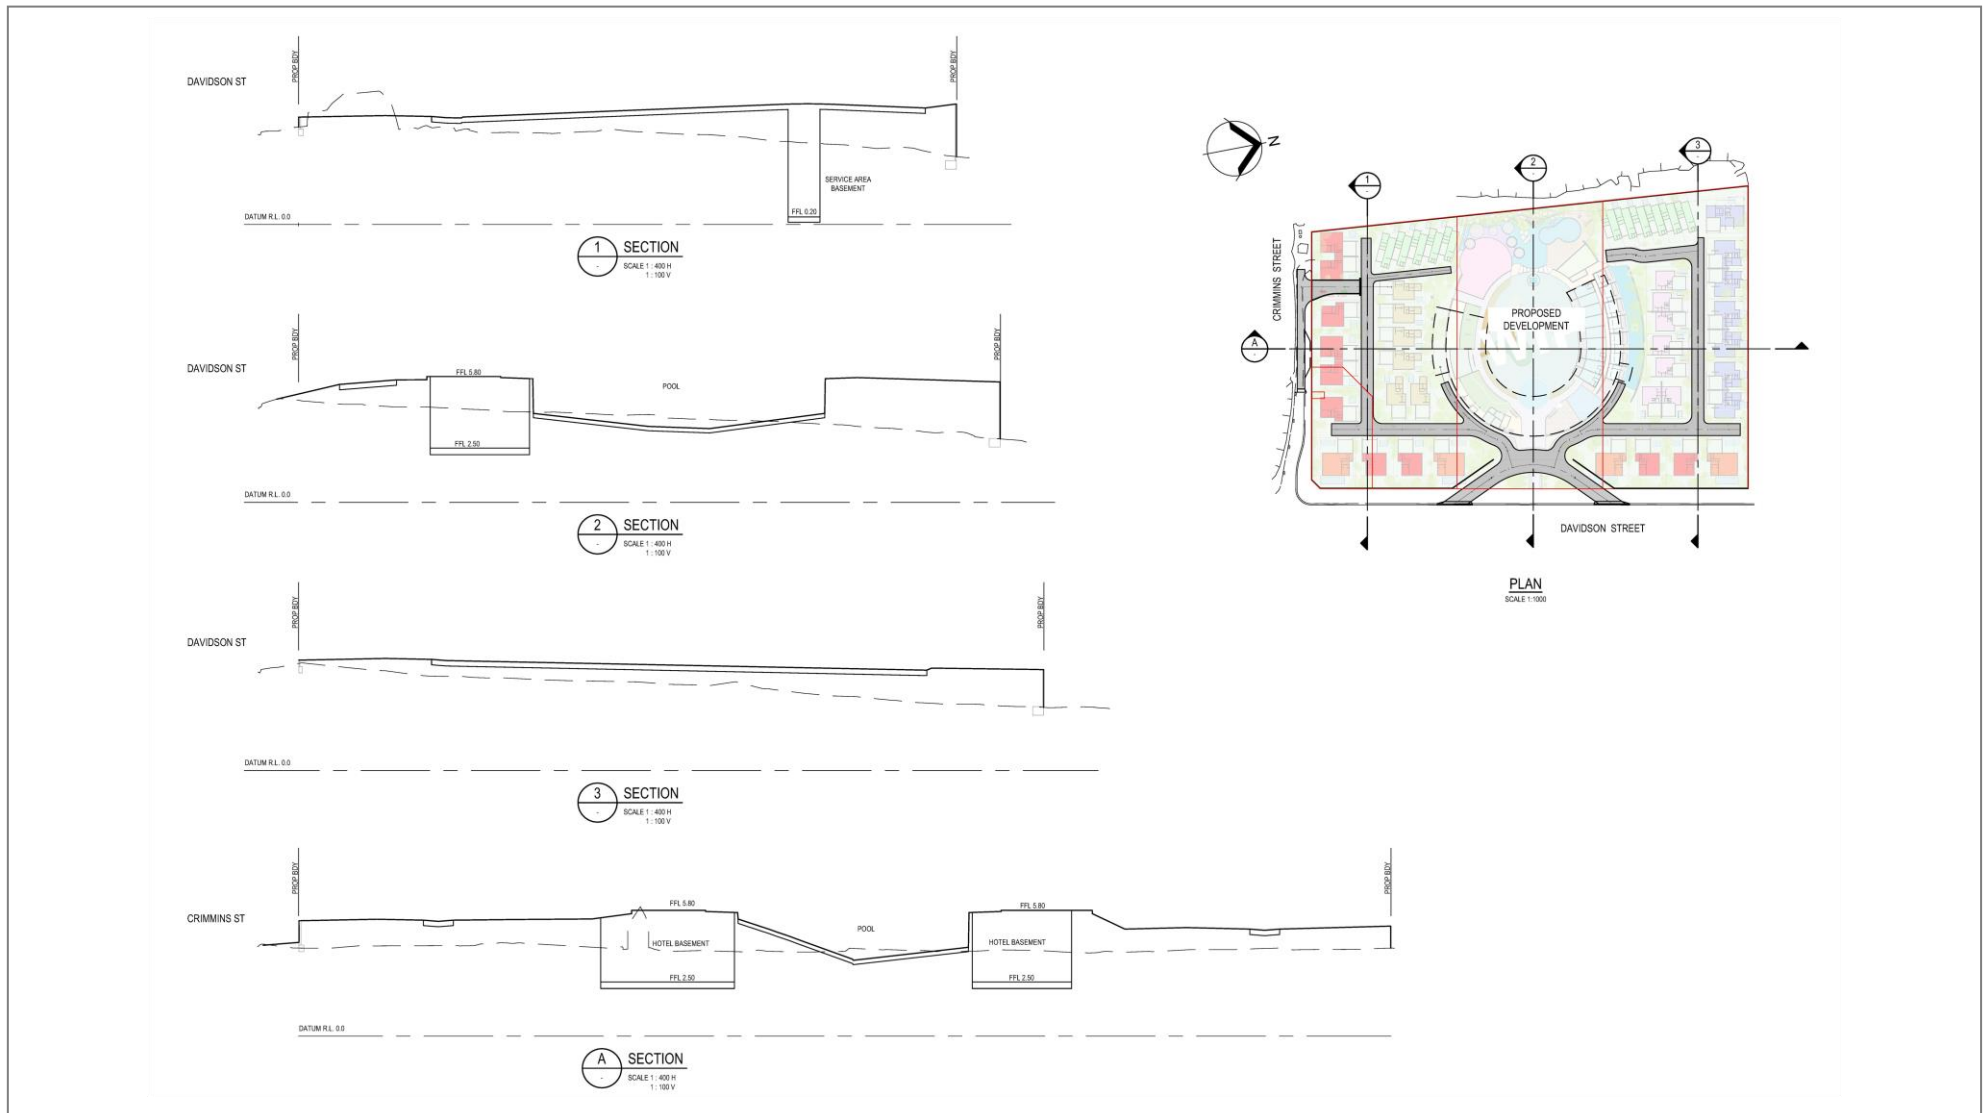 PROP BDY
PROP BDY
DAVIDSON ST
SERVICE AREA
BASEMENT
FFL 0.20
DATUM R.L. 0.0
1
-
SECTION
SCALE 1 : 400 H
1 : 100 V
PROP BDY
PROP BDY
DAVIDSON ST
FFL 5.80
POOL
FFL 2.50
DATUM R.L. 0.0
2
-
SECTION
SCALE 1 : 400 H
1 : 100 V
PROP BDY
PROP BDY
DAVIDSON ST
DATUM R.L. 0.0
3
-
SECTION
SCALE 1 : 400 H
1 : 100 V
PROP BDY
PROP BDY
CRIMMINS ST
FFL 5.80
HOTEL BASEMENT
FFL 2.50
POOL
FFL 5.80
HOTEL BASEMENT
FFL 2.50
DATUM R.L. 0.0
A
-
SECTION
SCALE 1 : 400 H
1 : 100 V
N
1
-
2
-
3
-
CRIMMINS STREET
A
-
PROPOSED
DEVELOPMENT
DAVIDSON STREET
PLAN
SCALE 1:1000